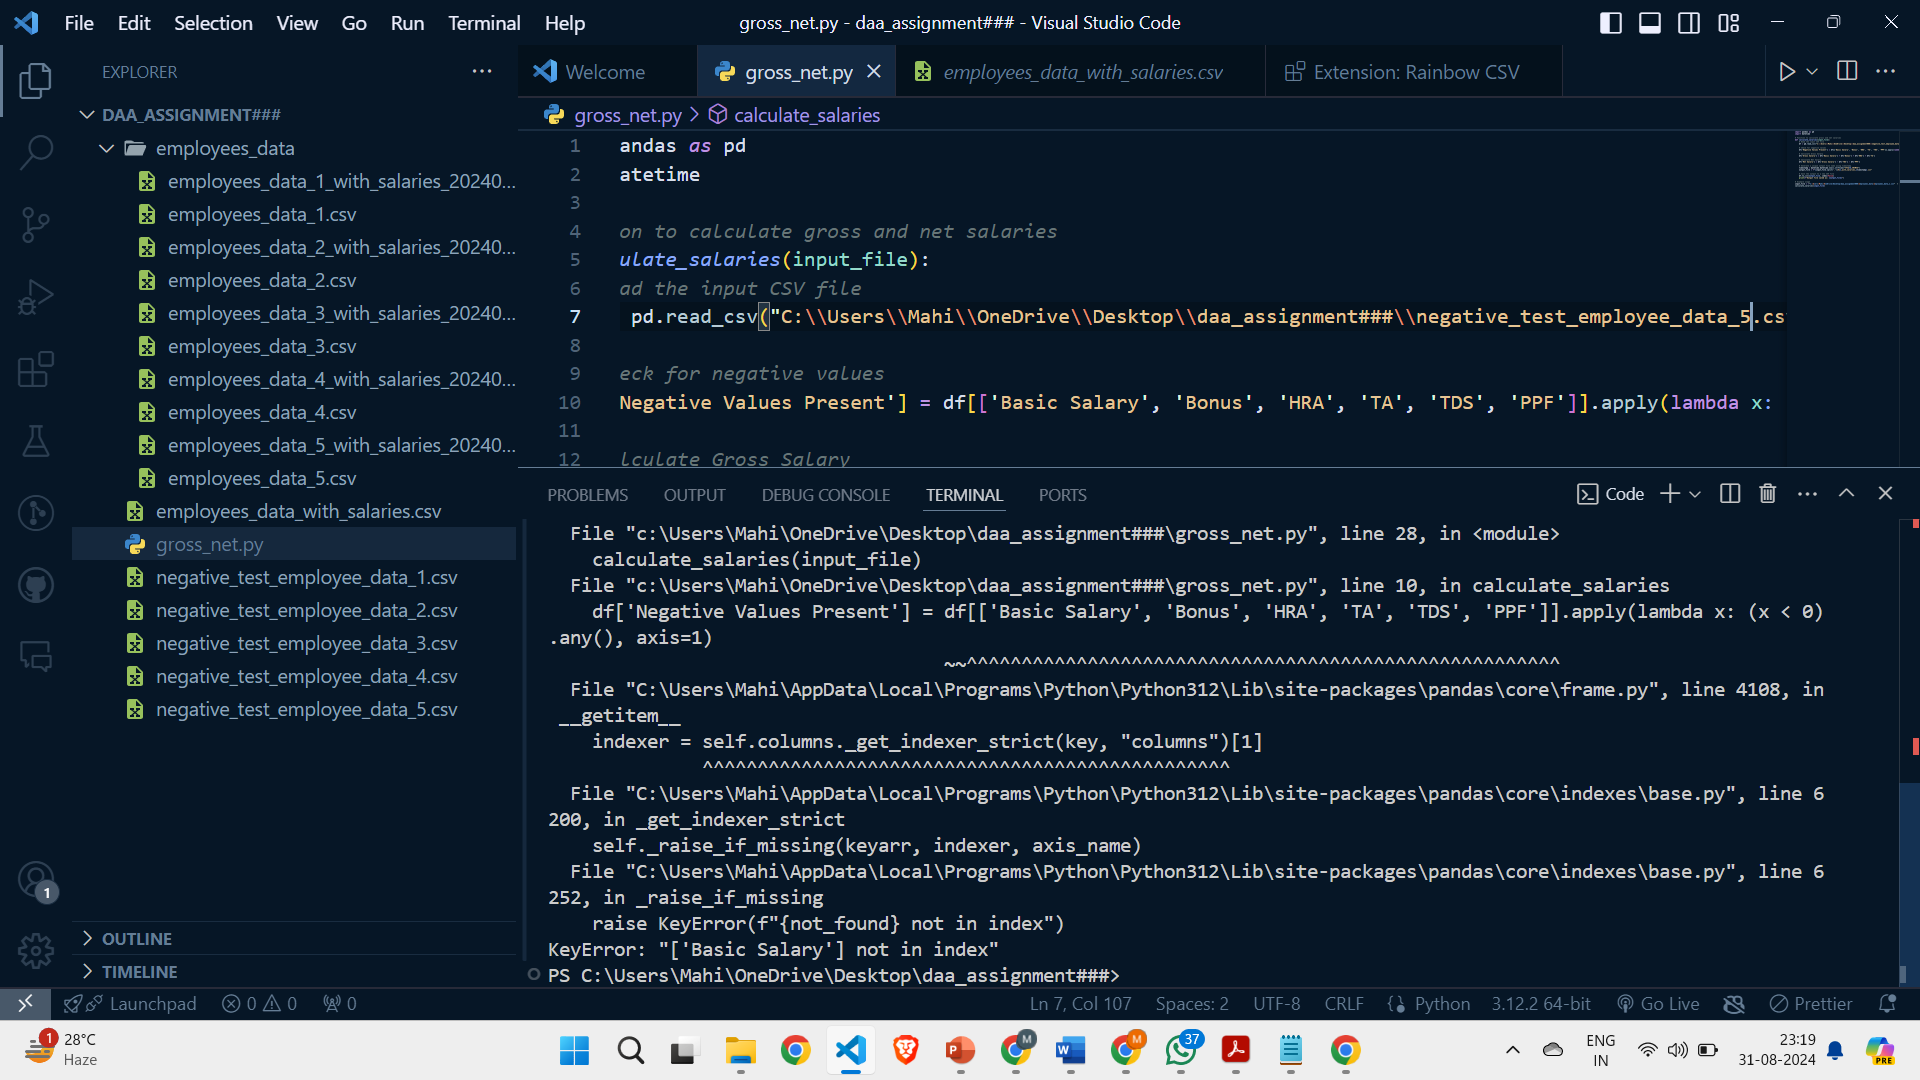 File Edit Selection View Go Run Terminal Help
gross_net.py - daa_assignment### - Visual Studio Code
EXPLORER
DAA_ASSIGNMENT###
employees_data
employees_data_1_with_salaries_20240...
employees_data_1.csv
employees_data_2_with_salaries_20240...
employees_data_2.csv
employees_data_3_with_salaries_20240...
employees_data_3.csv
employees_data_4_with_salaries_20240...
employees_data_4.csv
employees_data_5_with_salaries_20240...
employees_data_5.csv
employees_data_with_salaries.csv
gross_net.py
negative_test_employee_data_1.csv
negative_test_employee_data_2.csv
negative_test_employee_data_3.csv
negative_test_employee_data_4.csv
negative_test_employee_data_5.csv
OUTLINE
TIMELINE
1
Welcome
gross_net.py
employees_data_with_salaries.csv
Extension: Rainbow CSV
gross_net.py > calculate_salaries
1 andas as pd
2 atetime
3
4 on to calculate gross and net salaries
5 ulate_salaries(input_file):
6 ad the input CSV file
7 pd.read_csv("C:\\Users\\Mahi\\OneDrive\\Desktop\\daa_assignment###\\negative_test_employee_data_5.cs
8
9 eck for negative values
10 Negative Values Present'] = df[['Basic Salary', 'Bonus', 'HRA', 'TA', 'TDS', 'PPF']].apply(lambda x:
11
12 lculate Gross Salary
PROBLEMS OUTPUT DEBUG CONSOLE TERMINAL PORTS
Code
File "c:\Users\Mahi\OneDrive\Desktop\daa_assignment###\gross_net.py", line 28, in <module>
calculate_salaries(input_file)
File "c:\Users\Mahi\OneDrive\Desktop\daa_assignment###\gross_net.py", line 10, in calculate_salaries
df['Negative Values Present'] = df[['Basic Salary', 'Bonus', 'HRA', 'TA', 'TDS', 'PPF']].apply(lambda x: (x < 0)
.any(), axis=1)
~~^^^^^^^^^^^^^^^^^^^^^^^^^^^^^^^^^^^^^^^^^^^^^^^^^^^^^^
File "C:\Users\Mahi\AppData\Local\Programs\Python\Python312\Lib\site-packages\pandas\core\frame.py", line 4108, in
__getitem__
indexer = self.columns._get_indexer_strict(key, "columns")[1]
^^^^^^^^^^^^^^^^^^^^^^^^^^^^^^^^^^^^^^^^^^^^^^^^
File "C:\Users\Mahi\AppData\Local\Programs\Python\Python312\Lib\site-packages\pandas\core\indexes\base.py", line 6
200, in _get_indexer_strict
self._raise_if_missing(keyarr, indexer, axis_name)
File "C:\Users\Mahi\AppData\Local\Programs\Python\Python312\Lib\site-packages\pandas\core\indexes\base.py", line 6
252, in _raise_if_missing
raise KeyError(f"{not_found} not in index")
KeyError: "['Basic Salary'] not in index"
PS C:\Users\Mahi\OneDrive\Desktop\daa_assignment###>
Launchpad 0 0 0 Ln 7, Col 107 Spaces: 2 UTF-8 CRLF Python 3.12.2 64-bit Go Live Prettier
1 28°C
Haze
M
M
37
ENG
IN
23:19
31-08-2024
PRE